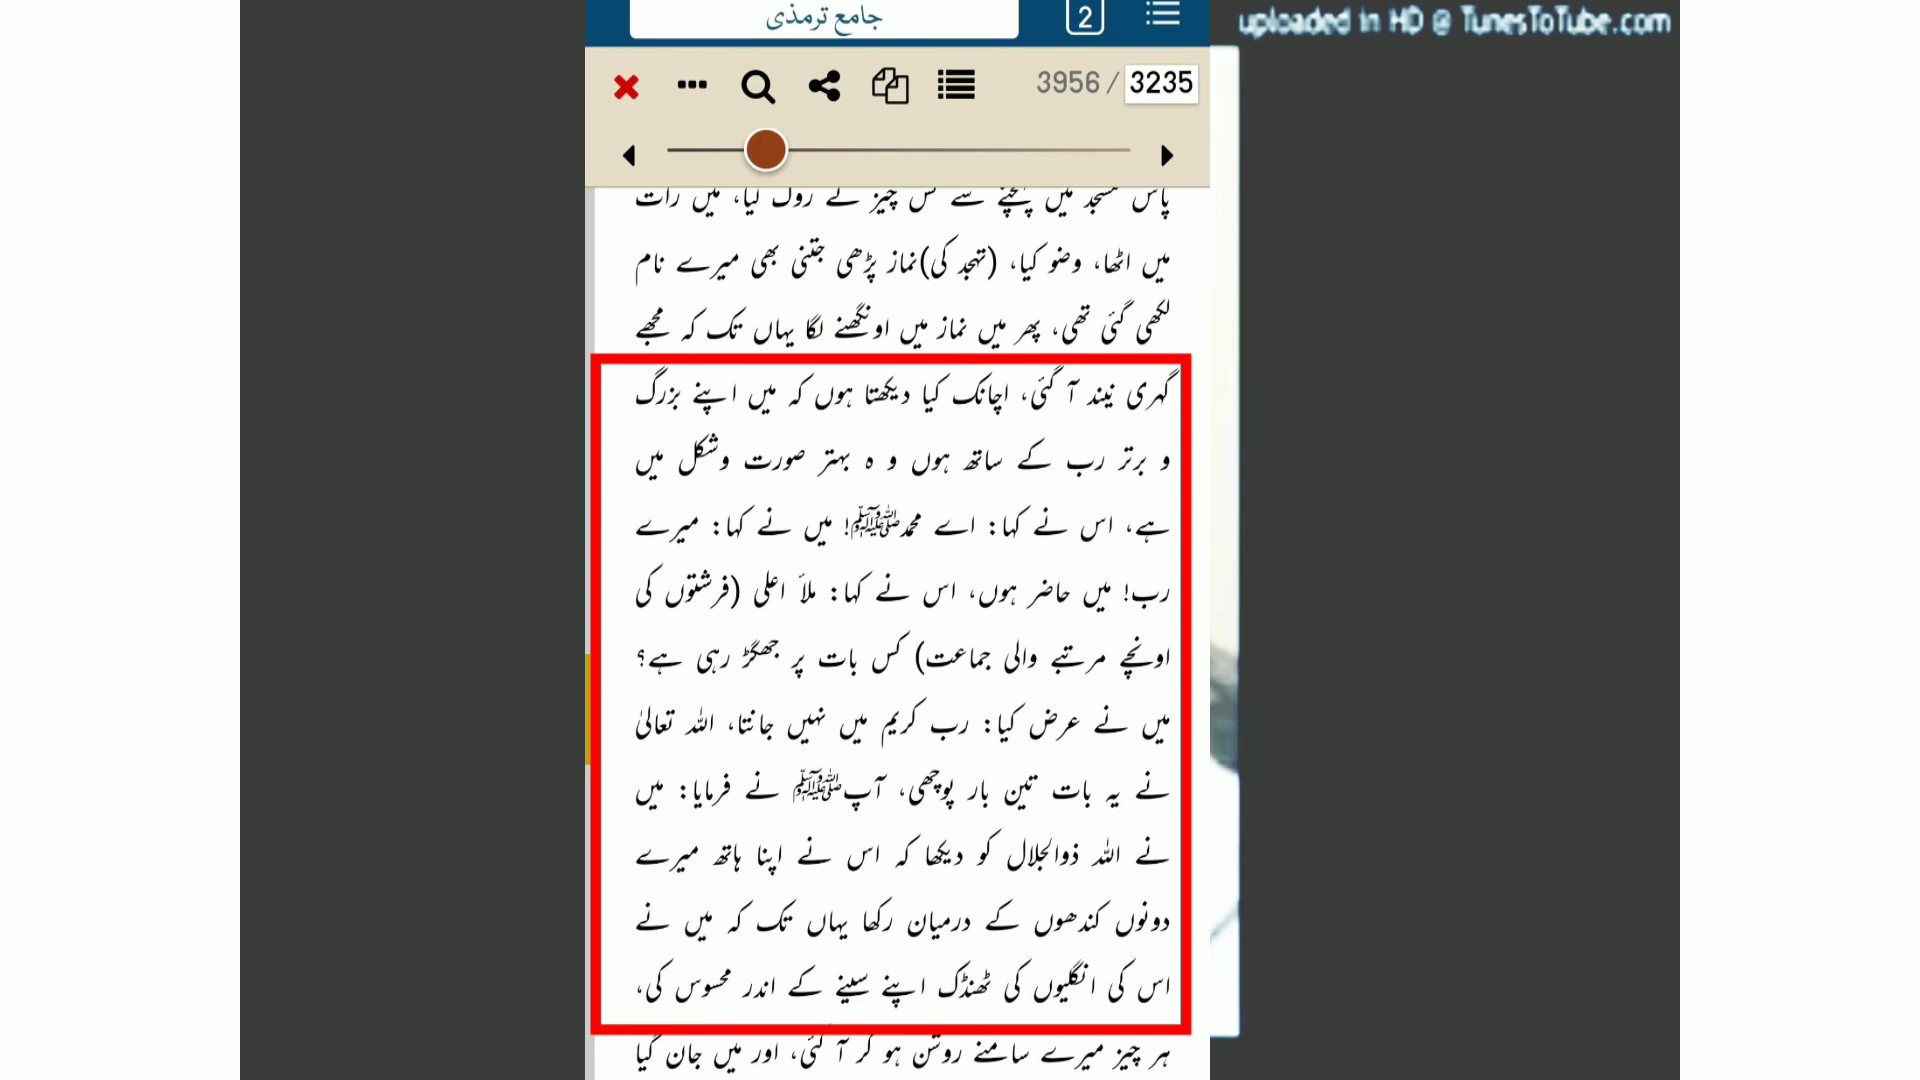 جامع ترمذی
2
uploaded in HD @ TunesToTube.com
3956 / 3235
پاس مسجد میں پہنچنے سے کس چیز نے روک لیا، میں رات
میں اٹھا، وضو کیا، (تہجد کی)نماز پڑھی جتنی بھی میرے نام
لکھی گئی تھی، پھر میں نماز میں اونگھنے لگا یہاں تک کہ مجھے
گہری نیند آ گئی، اچانک کیا دیکھتا ہوں کہ میں اپنے بزرگ
و برتر رب کے ساتھ ہوں و ہ بہتر صورت وشکل میں
ہے، اس نے کہا: اے محمدﷺ! میں نے کہا: میرے
رب! میں حاضر ہوں، اس نے کہا: ملأ اعلی (فرشتوں کی
اونچے مرتبے والی جماعت) کس بات پر جھگڑ رہی ہے؟
میں نے عرض کیا: رب کریم میں نہیں جانتا، اللہ تعالیٰ
نے یہ بات تین بار پوچھی، آپﷺ نے فرمایا: میں
نے اللہ ذوالجلال کو دیکھا کہ اس نے اپنا ہاتھ میرے
دونوں کندھوں کے درمیان رکھا یہاں تک کہ میں نے
اس کی انگلیوں کی ٹھنڈک اپنے سینے کے اندر محسوس کی،
ہر چیز میرے سامنے روشن ہو کر آ گئی، اور میں جان گیا